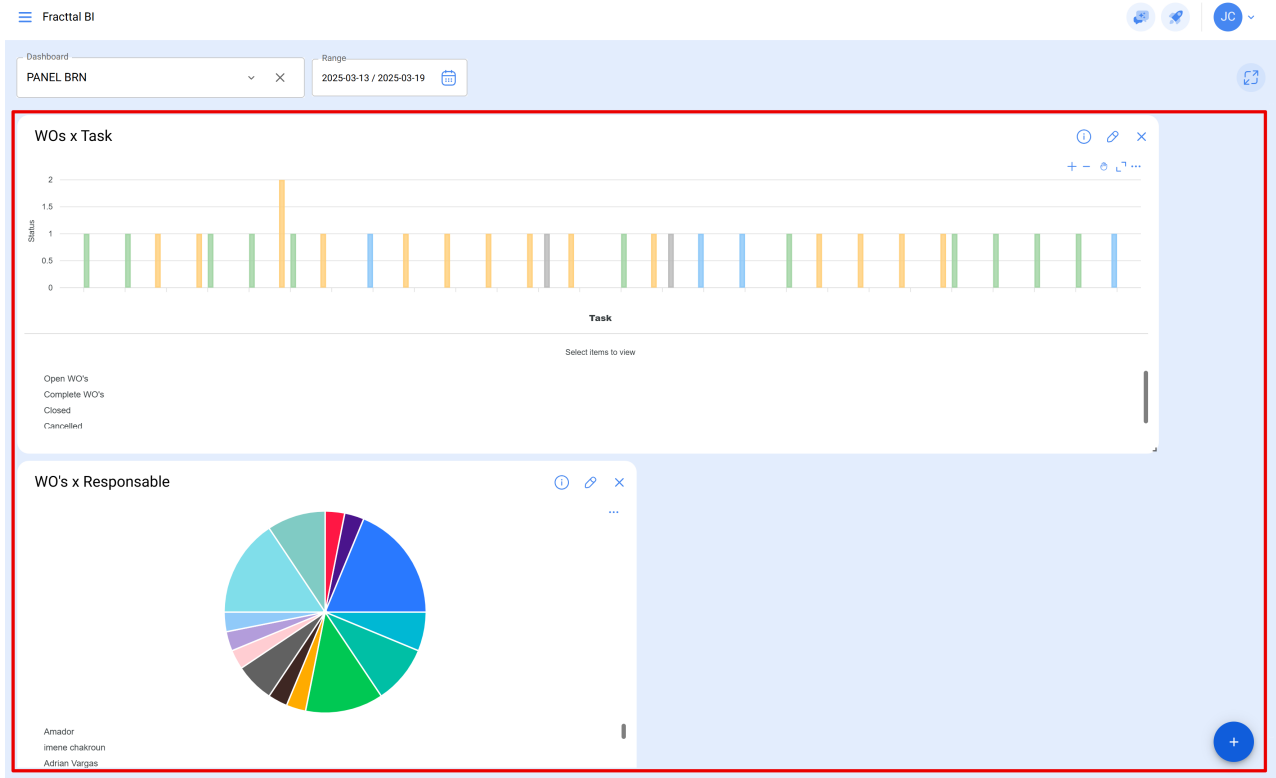 Fracttal BI
JC
Dashboard
PANEL BRN
Range
2025-03-13 / 2025-03-19
WOs x Task
2
1.5
1
0.5
0
Status
Task
Select items to view
Open WO's
Complete WO's
Closed
Cancelled
WO's x Responsable
Amador
imene chakroun
Adrian Vargas